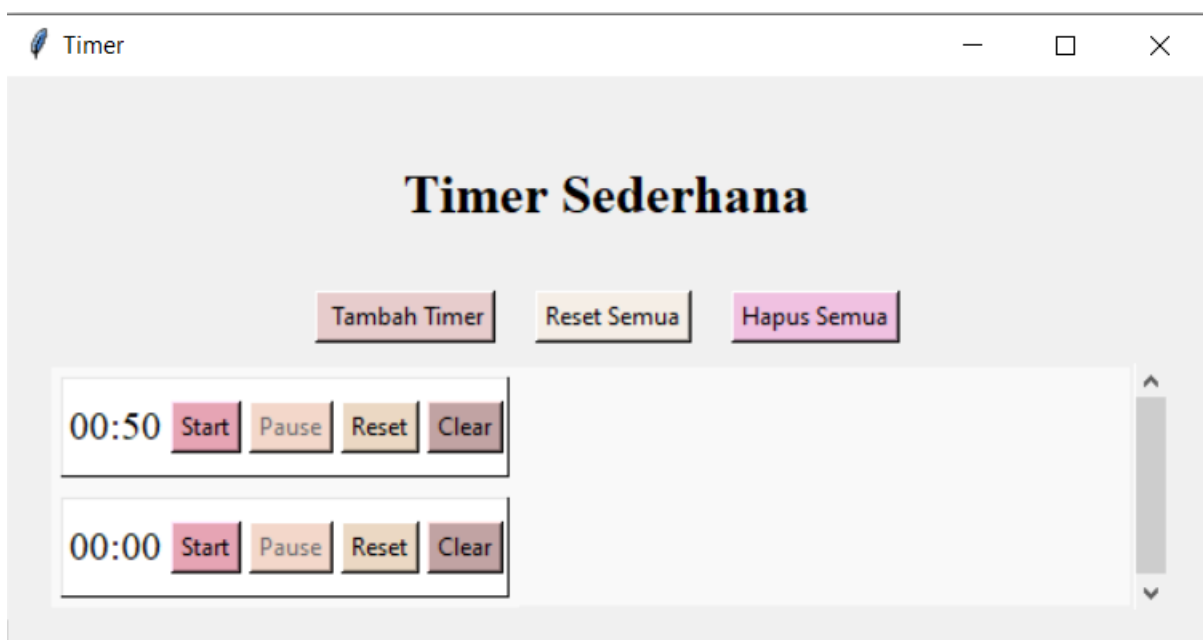 Timer
Timer Sederhana
Tambah Timer Reset Semua Hapus Semua
00:50 Start Pause Reset Clear
00:00 Start Pause Reset Clear